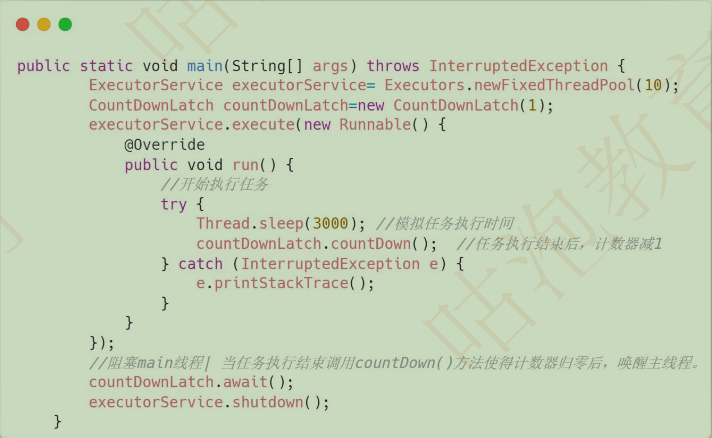 public static void main(String[] args) throws InterruptedException {
ExecutorService executorService= Executors.newFixedThreadPool(10);
CountDownLatch countDownLatch=new CountDownLatch(1);
executorService.execute(new Runnable() {
@Override
public void run() {
//开始执行任务
try {
Thread.sleep(3000); //模拟任务执行时间
countDownLatch.countDown();  //任务执行结束后，计数器减1
} catch (InterruptedException e) {
e.printStackTrace();
}
}
});
//阻塞main线程| 当任务执行结束调用countDown()方法使得计数器归零后，唤醒主线程。
countDownLatch.await();
executorService.shutdown();
}
咕泡教育